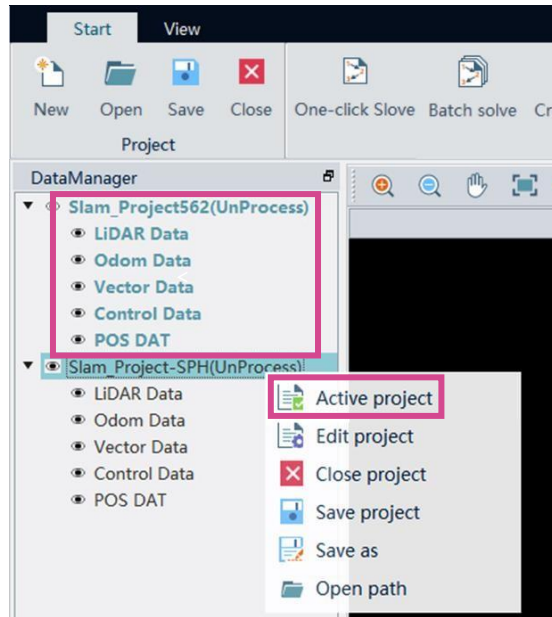 Start View
New Open Save Close One-click Slove Batch solve Cr
Project
DataManager
Slam_Project562(UnProcess)
LiDAR Data
Odom Data
Vector Data
Control Data
POS DAT
Slam_Project-SPH(UnProcess)
LiDAR Data
Odom Data
Vector Data
Control Data
POS DAT
Active project
Edit project
Close project
Save project
Save as
Open path